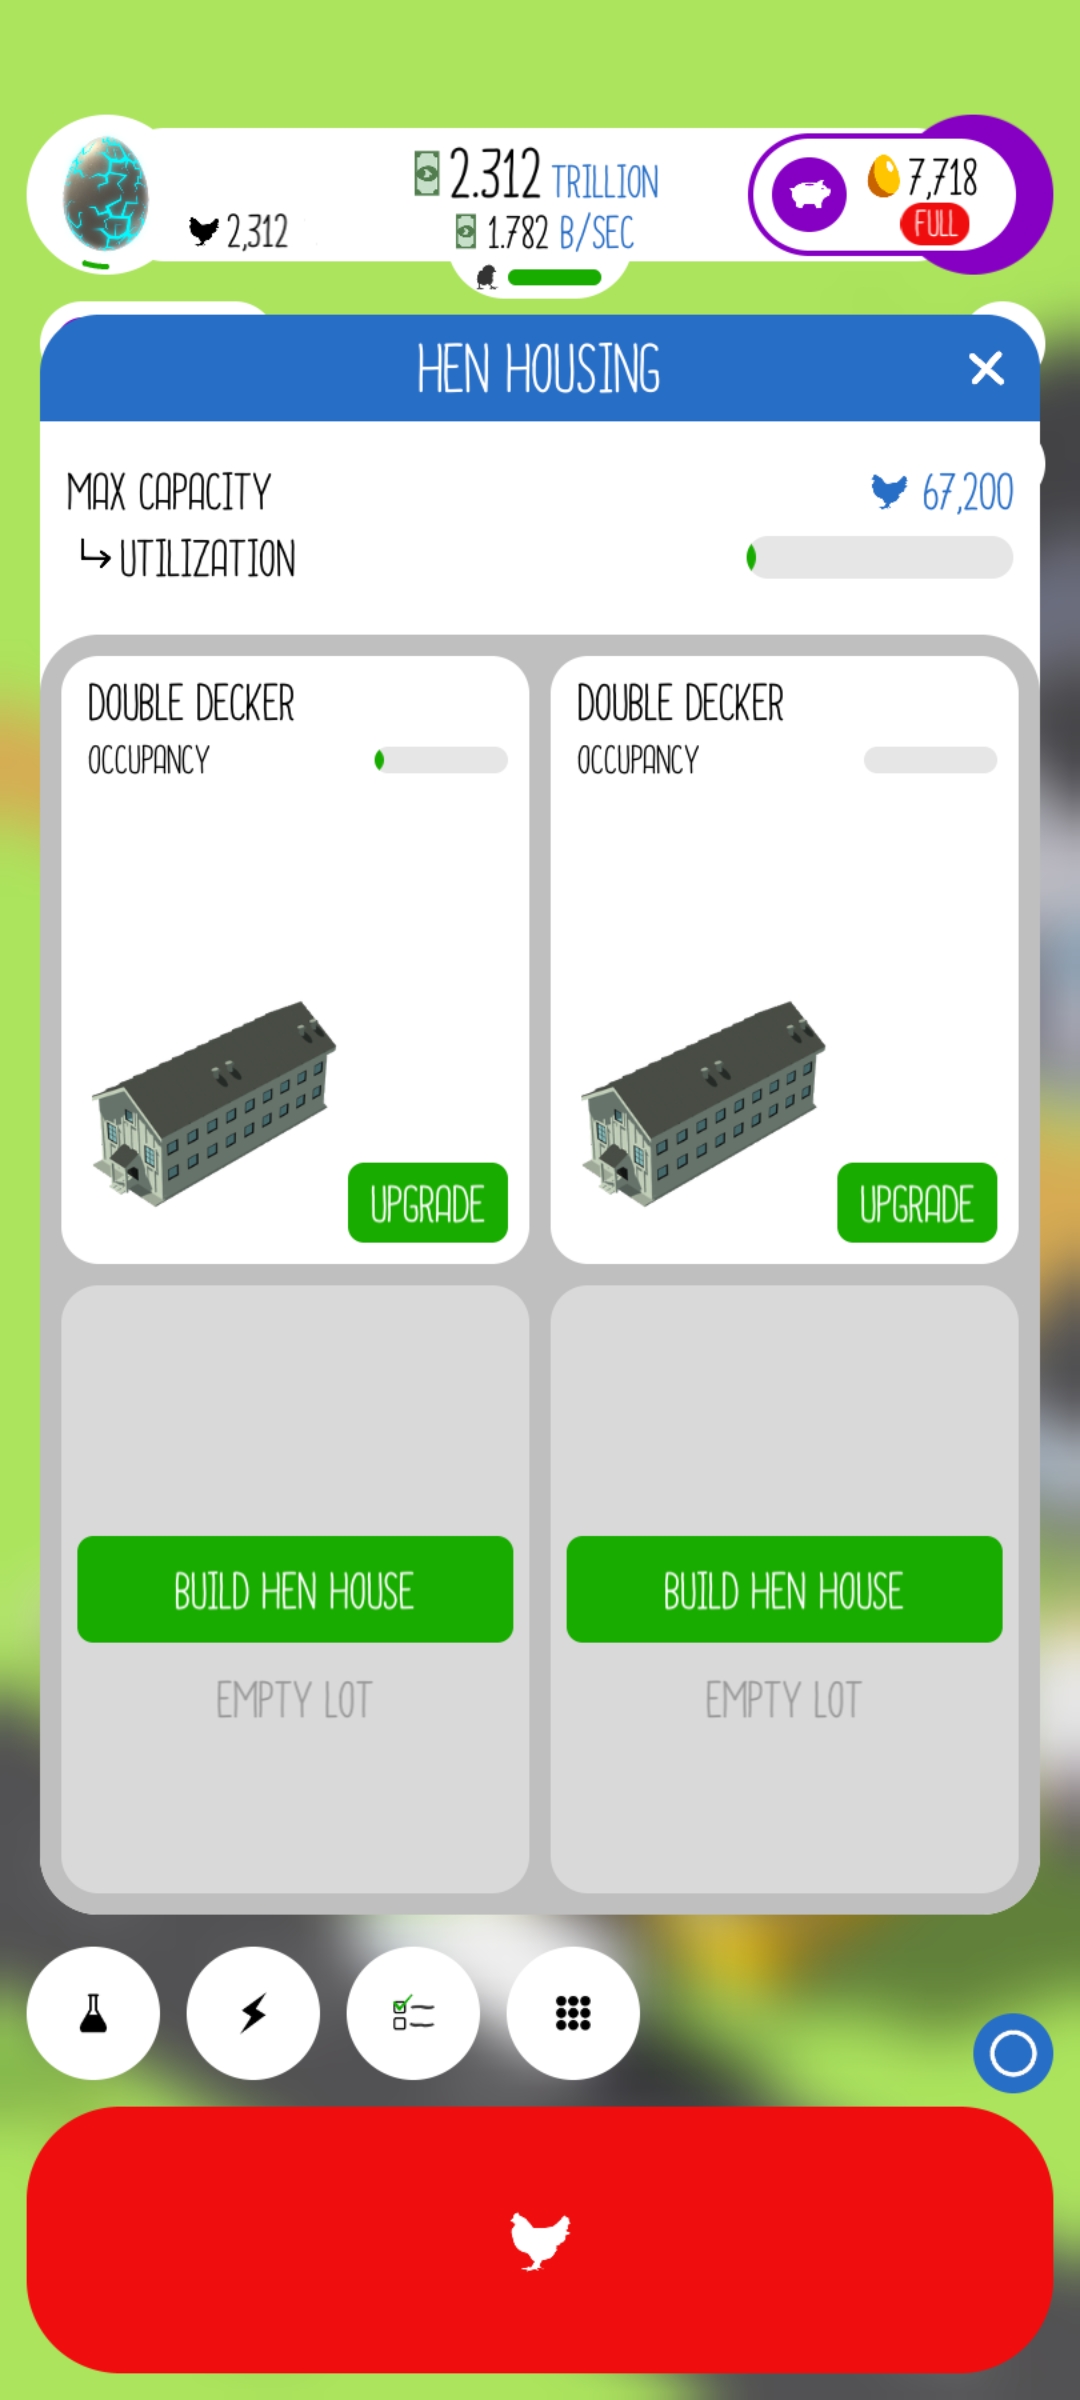 2.312 TRILLION
7,718
2,312
1.782 B/SEC
FULL
HEN HOUSING
MAX CAPACITY
67,200
UTILIZATION
DOUBLE DECKER
OCCUPANCY
UPGRADE
DOUBLE DECKER
OCCUPANCY
UPGRADE
BUILD HEN HOUSE
EMPTY LOT
BUILD HEN HOUSE
EMPTY LOT